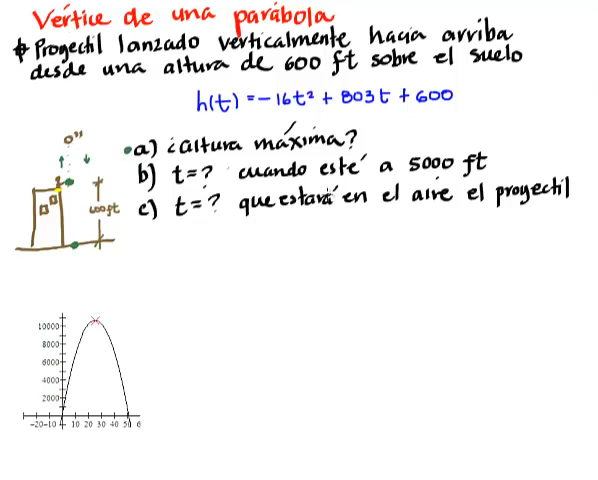 Vértice de una parábola
* Proyectil lanzado verticalmente hacia arriba
desde una altura de 600 ft sobre el suelo
h(t) = -16t² + 803t + 600
a) ¿altura máxima?
b) t=? cuando esté a 5000 ft
c) t=? que estará en el aire el proyectil
600 ft
10000
8000
6000
4000
2000
-20 -10 10 20 30 40 50 6